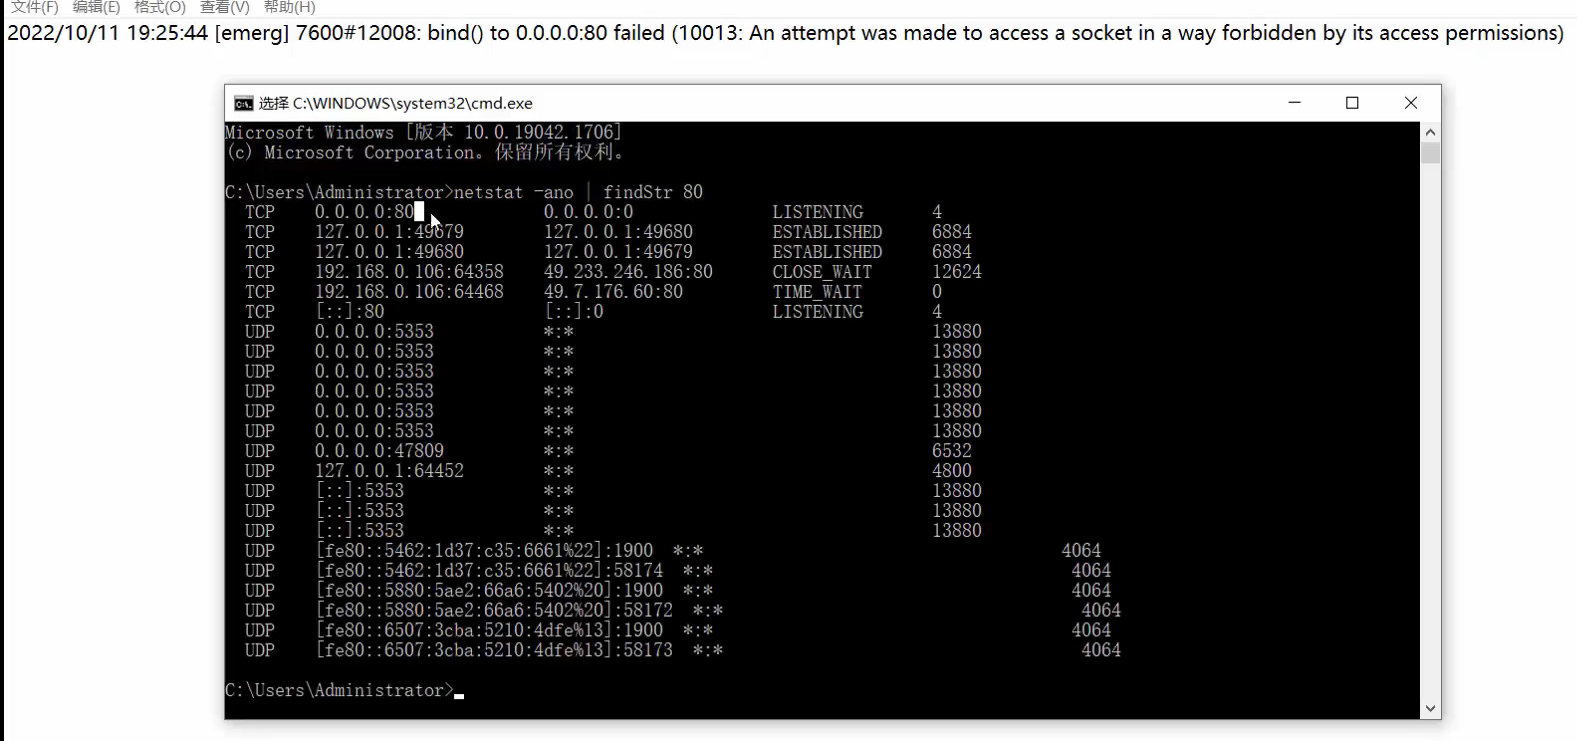 文件(F) 编辑(E) 格式(O) 查看(V) 帮助(H)
2022/10/11 19:25:44 [emerg] 7600#12008: bind() to 0.0.0.0:80 failed (10013: An attempt was made to access a socket in a way forbidden by its access permissions)
选择 C:\WINDOWS\system32\cmd.exe
Microsoft Windows [版本 10.0.19042.1706]
(c) Microsoft Corporation。保留所有权利。
C:\Users\Administrator>netstat -ano | findStr 80
TCP 0.0.0.0:80 0.0.0.0:0 LISTENING 4
TCP 127.0.0.1:49679 127.0.0.1:49680 ESTABLISHED 6884
TCP 127.0.0.1:49680 127.0.0.1:49679 ESTABLISHED 6884
TCP 192.168.0.106:64358 49.233.246.186:80 CLOSE_WAIT 12624
TCP 192.168.0.106:64468 49.7.176.60:80 TIME_WAIT 0
TCP [::]:80 [::]:0 LISTENING 4
UDP 0.0.0.0:5353 *:* 13880
UDP 0.0.0.0:5353 *:* 13880
UDP 0.0.0.0:5353 *:* 13880
UDP 0.0.0.0:5353 *:* 13880
UDP 0.0.0.0:5353 *:* 13880
UDP 0.0.0.0:5353 *:* 13880
UDP 0.0.0.0:47809 *:* 6532
UDP 127.0.0.1:64452 *:* 4800
UDP [::]:5353 *:* 13880
UDP [::]:5353 *:* 13880
UDP [::]:5353 *:* 13880
UDP [fe80::5462:1d37:c35:6661%22]:1900 *:* 4064
UDP [fe80::5462:1d37:c35:6661%22]:58174 *:* 4064
UDP [fe80::5880:5ae2:66a6:5402%20]:1900 *:* 4064
UDP [fe80::5880:5ae2:66a6:5402%20]:58172 *:* 4064
UDP [fe80::6507:3cba:5210:4dfe%13]:1900 *:* 4064
UDP [fe80::6507:3cba:5210:4dfe%13]:58173 *:* 4064
C:\Users\Administrator>